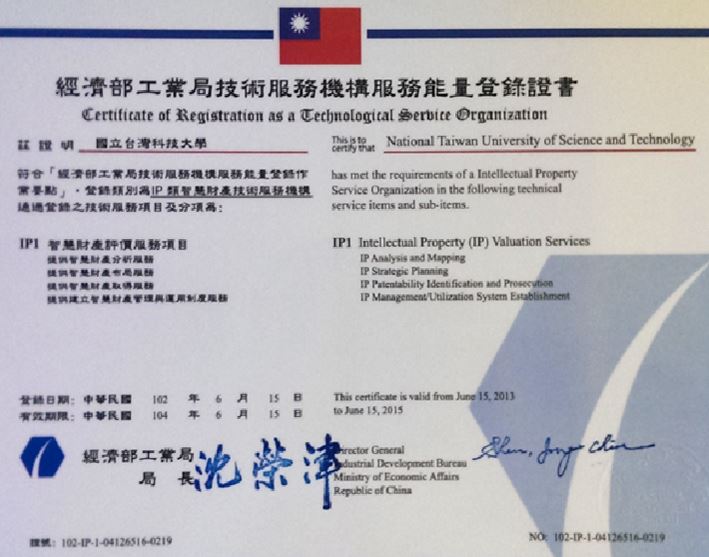 經濟部工業局技術服務機構服務能量登錄證書
Certificate of Registration as a Technological Service Organization
茲證明 國立台灣科技大學
This is to certify that National Taiwan University of Science and Technology
符合「經濟部工業局技術服務機構服務能量登錄作
業要點」，登錄類別為IP 類智慧財產技術服務機構
通過登錄之技術服務項目及分項為：
has met the requirements of a Intellectual Property
Service Organization in the following technical
service items and sub-items.
IP1 智慧財產評價服務項目
提供智慧財產分析服務
提供智慧財產布局服務
提供智慧財產取得服務
提供建立智慧財產管理與運用制度服務
IP1 Intellectual Property (IP) Valuation Services
IP Analysis and Mapping
IP Strategic Planning
IP Patentability Identification and Prosecution
IP Management/Utilization System Establishment
登錄日期：中華民國 102 年 6 月 15 日
有效期限：中華民國 104 年 6 月 15 日
This certificate is valid from June 15, 2013
to June 15, 2015
經濟部工業局
局 長 沈榮津
Director General
Industrial Development Bureau
Ministry of Economic Affairs
Republic of China
證號：102-IP-1-04126516-0219
NO: 102-IP-1-04126516-0219